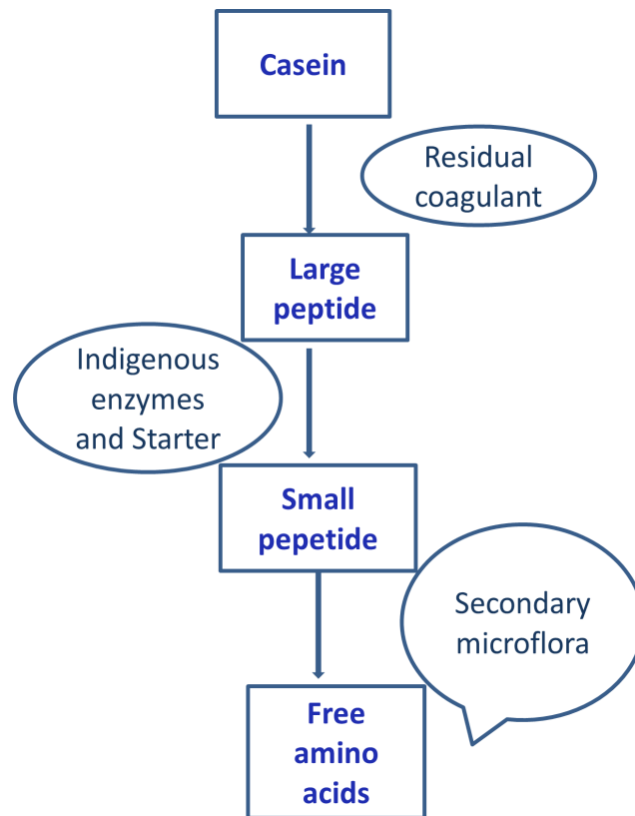 Casein
Residual
coagulant
Large
peptide
Indigenous
enzymes
and Starter
Small
pepetide
Secondary
microflora
Free
amino
acids